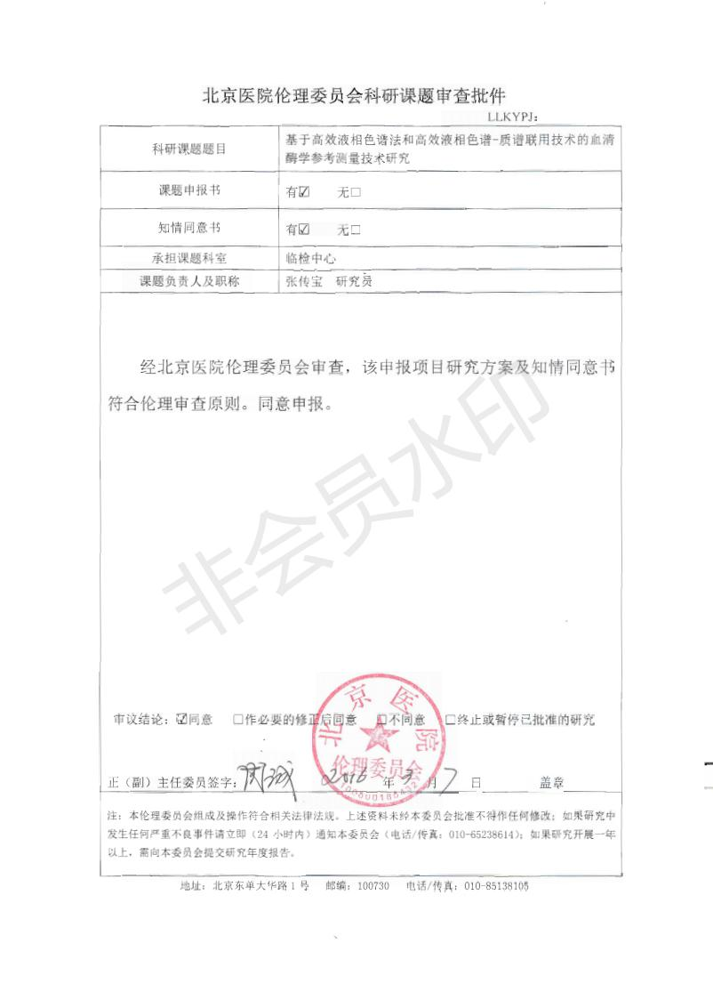 北京医院伦理委员会科研课题审查批件
LLKYPJ：
科研课题题目
基于高效液相色谱法和高效液相色谱-质谱联用技术的血清
酶学参考测量技术研究
课题申报书
有☑ 无□
知情同意书
有☑ 无□
承担课题科室
临检中心
课题负责人及职称
张传宝 研究员
经北京医院伦理委员会审查，该申报项目研究方案及知情同意书
符合伦理审查原则。同意申报。
非会员水印
审议结论：☑同意 □作必要的修正后同意 □不同意 □终止或暂停已批准的研究
北京医院
伦理委员会
正（副）主任委员签字： 2016 年 3 月 7 日 盖章
注：本伦理委员会组成及操作符合相关法律法规。上述资料未经本委员会批准不得作任何修改；如果研究中
发生任何严重不良事件请立即（24 小时内）通知本委员会（电话/传真：010-65238614）；如果研究开展一年
以上，需向本委员会提交研究年度报告。
地址：北京东单大华路 1 号 邮编：100730 电话/传真：010-85138105